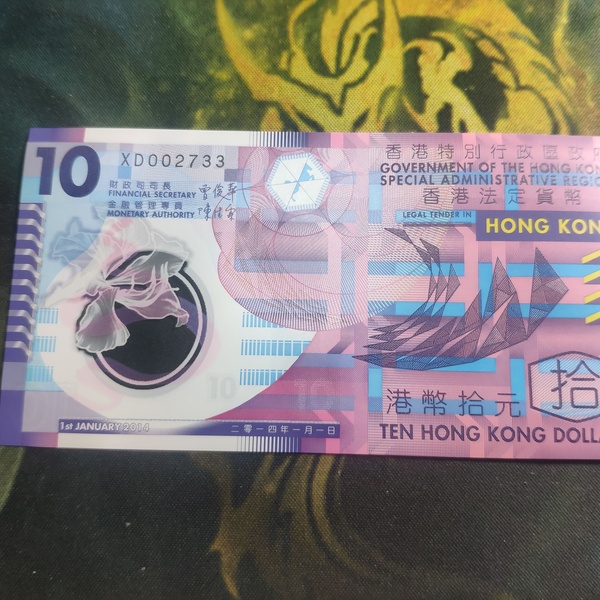 10
XD002733
財政司司長
FINANCIAL SECRETARY
金融管理專員
MONETARY AUTHORITY
香港特別行政區政府
GOVERNMENT OF THE HONG KONG
SPECIAL ADMINISTRATIVE REGIO
香港法定貨幣
LEGAL TENDER IN
HONG KON
10
10
港幣拾元
拾
TEN HONG KONG DOLLA
1st JANUARY 2014
二零一四年一月一日